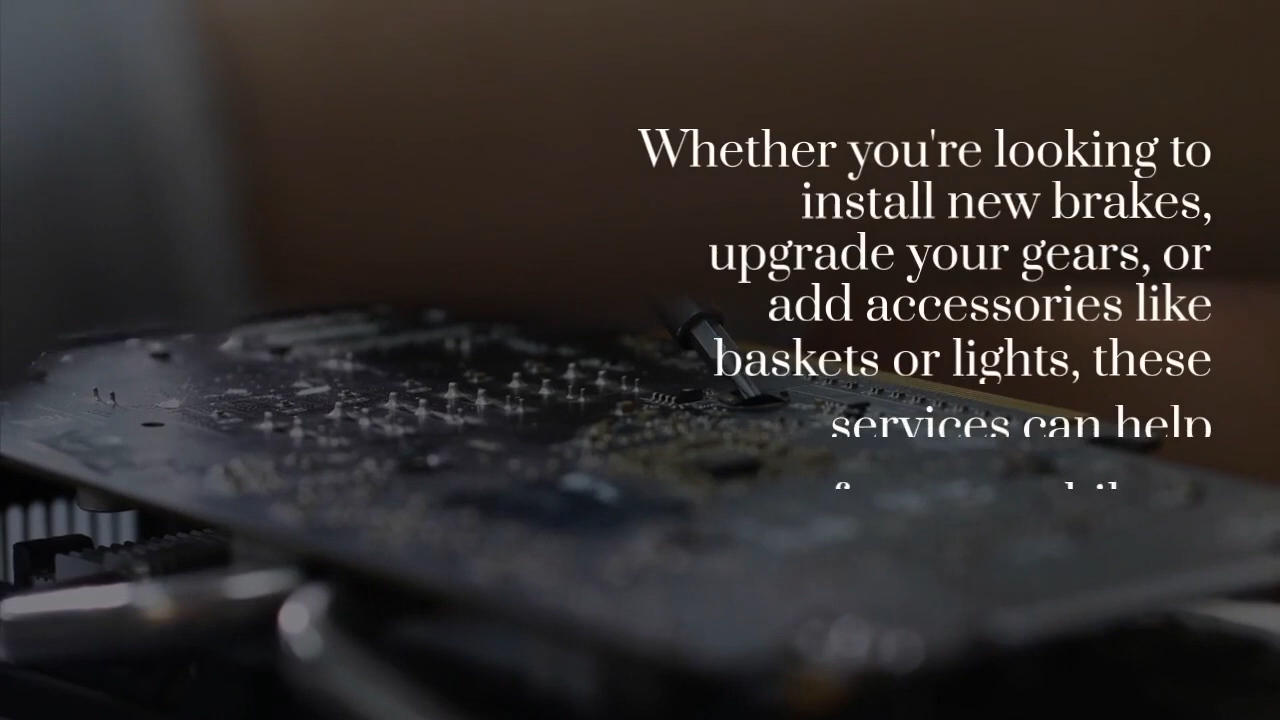 Whether you're looking to
install new brakes,
upgrade your gears, or
add accessories like
baskets or lights, these
services can help